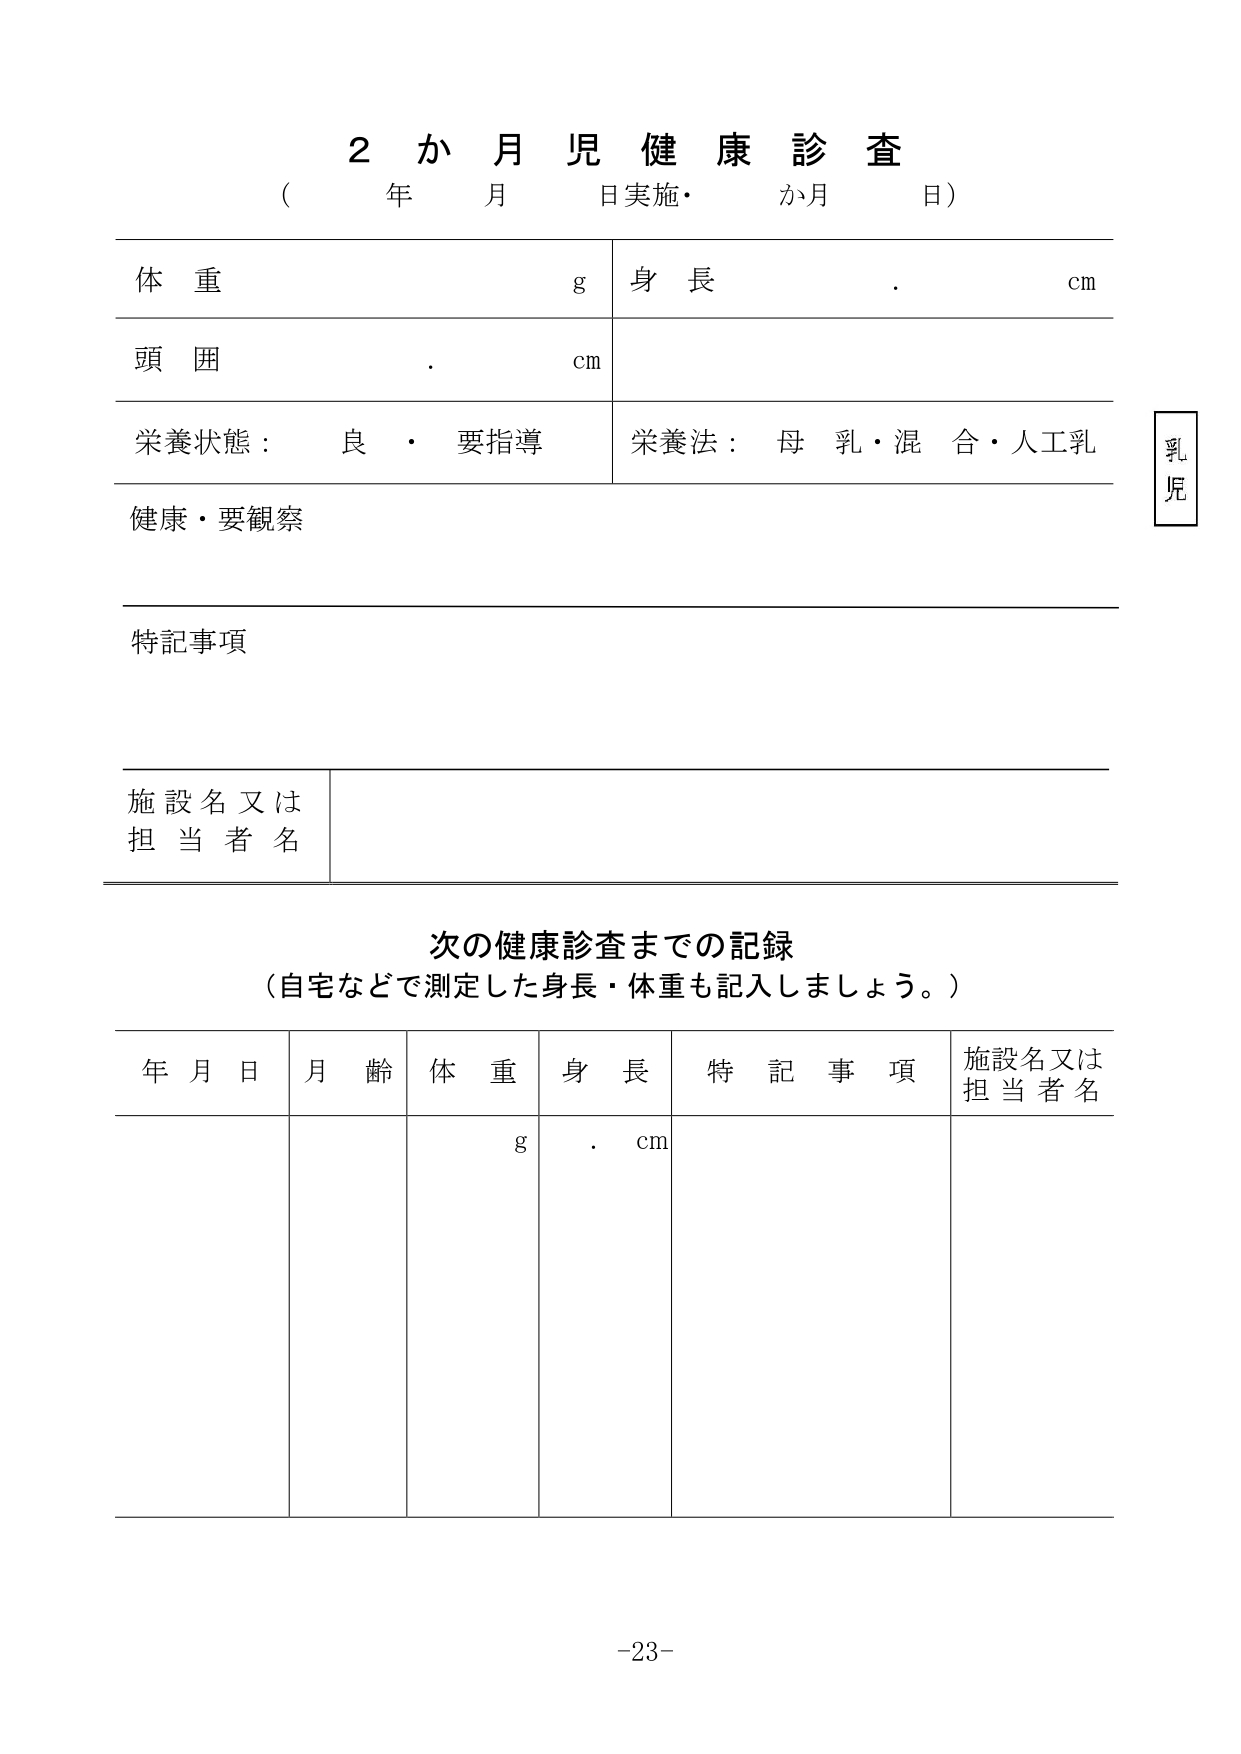 ２か月児健康診査
（　年　月　日実施・　か月　日）
体重　g　身長　.　cm
頭囲　.　cm
栄養状態：　良　・　要指導　栄養法：　母　乳・混　合・人工乳
乳児
健康・要観察
特記事項
施設名又は
担当者名
次の健康診査までの記録
（自宅などで測定した身長・体重も記入しましょう。）
年月日　月齢　体重　身長　特記事項　施設名又は
担当者名
g　.　cm
−23−